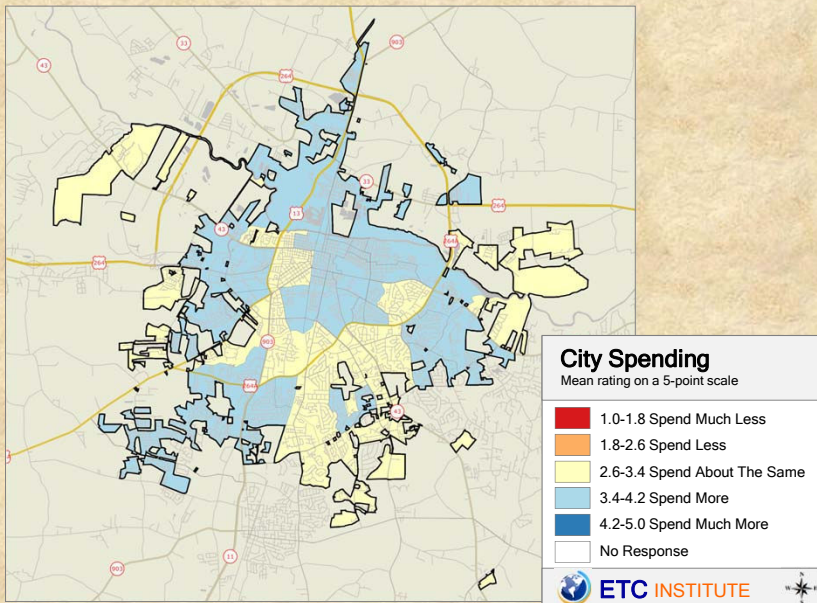 903
33
43
264
33
13
264
43
264A
264
903
264A
43
11
903
City Spending
Mean rating on a 5-point scale
1.0-1.8 Spend Much Less
1.8-2.6 Spend Less
2.6-3.4 Spend About The Same
3.4-4.2 Spend More
4.2-5.0 Spend Much More
No Response
ETC INSTITUTE
N
W E
S